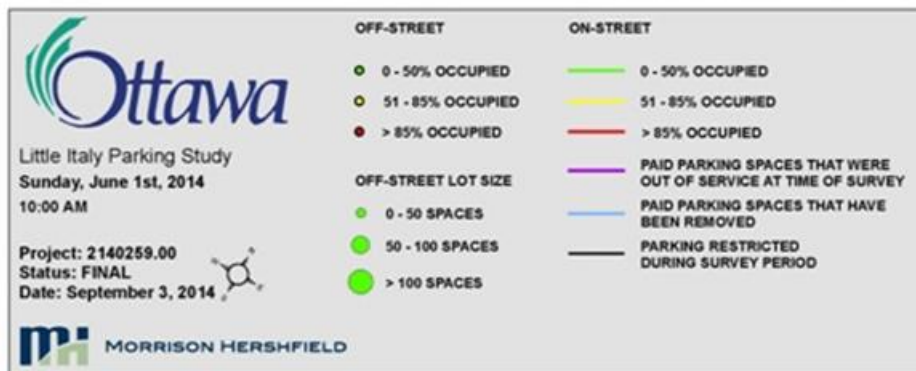 Ottawa
Little Italy Parking Study
Sunday, June 1st, 2014
10:00 AM
Project: 2140259.00
Status: FINAL
Date: September 3, 2014
MORRISON HERSHFIELD
OFF-STREET
0 - 50% OCCUPIED
51 - 85% OCCUPIED
> 85% OCCUPIED
OFF-STREET LOT SIZE
0 - 50 SPACES
50 - 100 SPACES
> 100 SPACES
ON-STREET
0 - 50% OCCUPIED
51 - 85% OCCUPIED
> 85% OCCUPIED
PAID PARKING SPACES THAT WERE
OUT OF SERVICE AT TIME OF SURVEY
PAID PARKING SPACES THAT HAVE
BEEN REMOVED
PARKING RESTRICTED
DURING SURVEY PERIOD